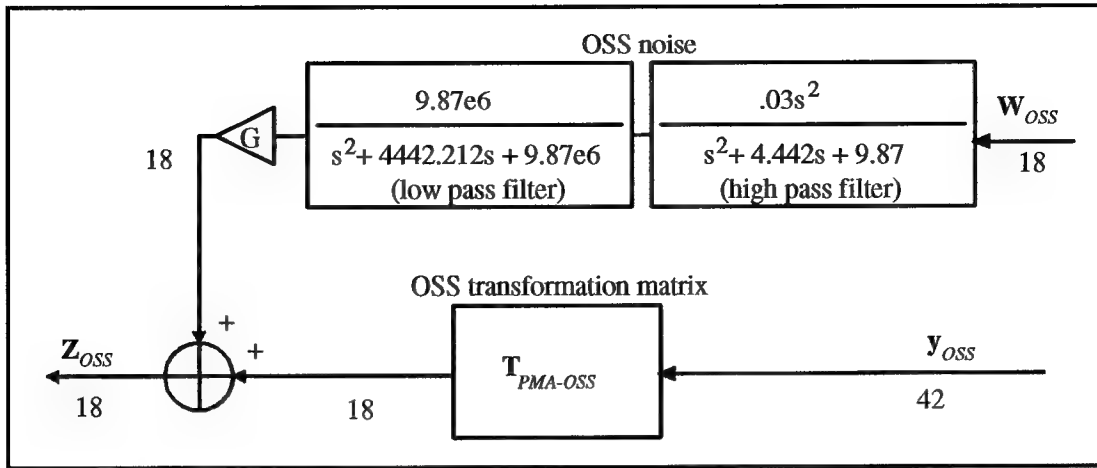 OSS noise
9.87e6
s²+ 4442.212s + 9.87e6
(low pass filter)
.03s²
s²+ 4.442s + 9.87
(high pass filter)
W_OSS
18
G
18
OSS transformation matrix
T_PMA-OSS
y_OSS
42
+
+
Z_OSS
18
18